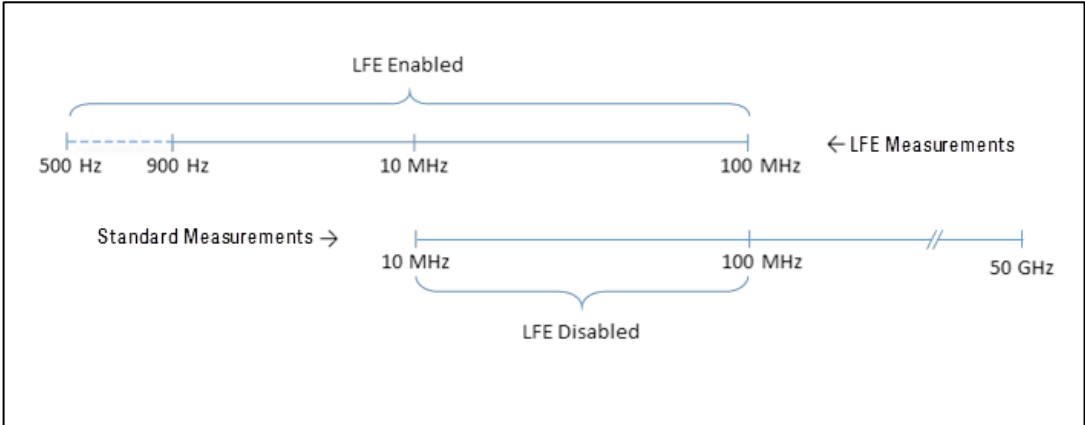 LFE Enabled
500 Hz 900 Hz 10 MHz 100 MHz ← LFE Measurements
Standard Measurements →
10 MHz 100 MHz 50 GHz
LFE Disabled